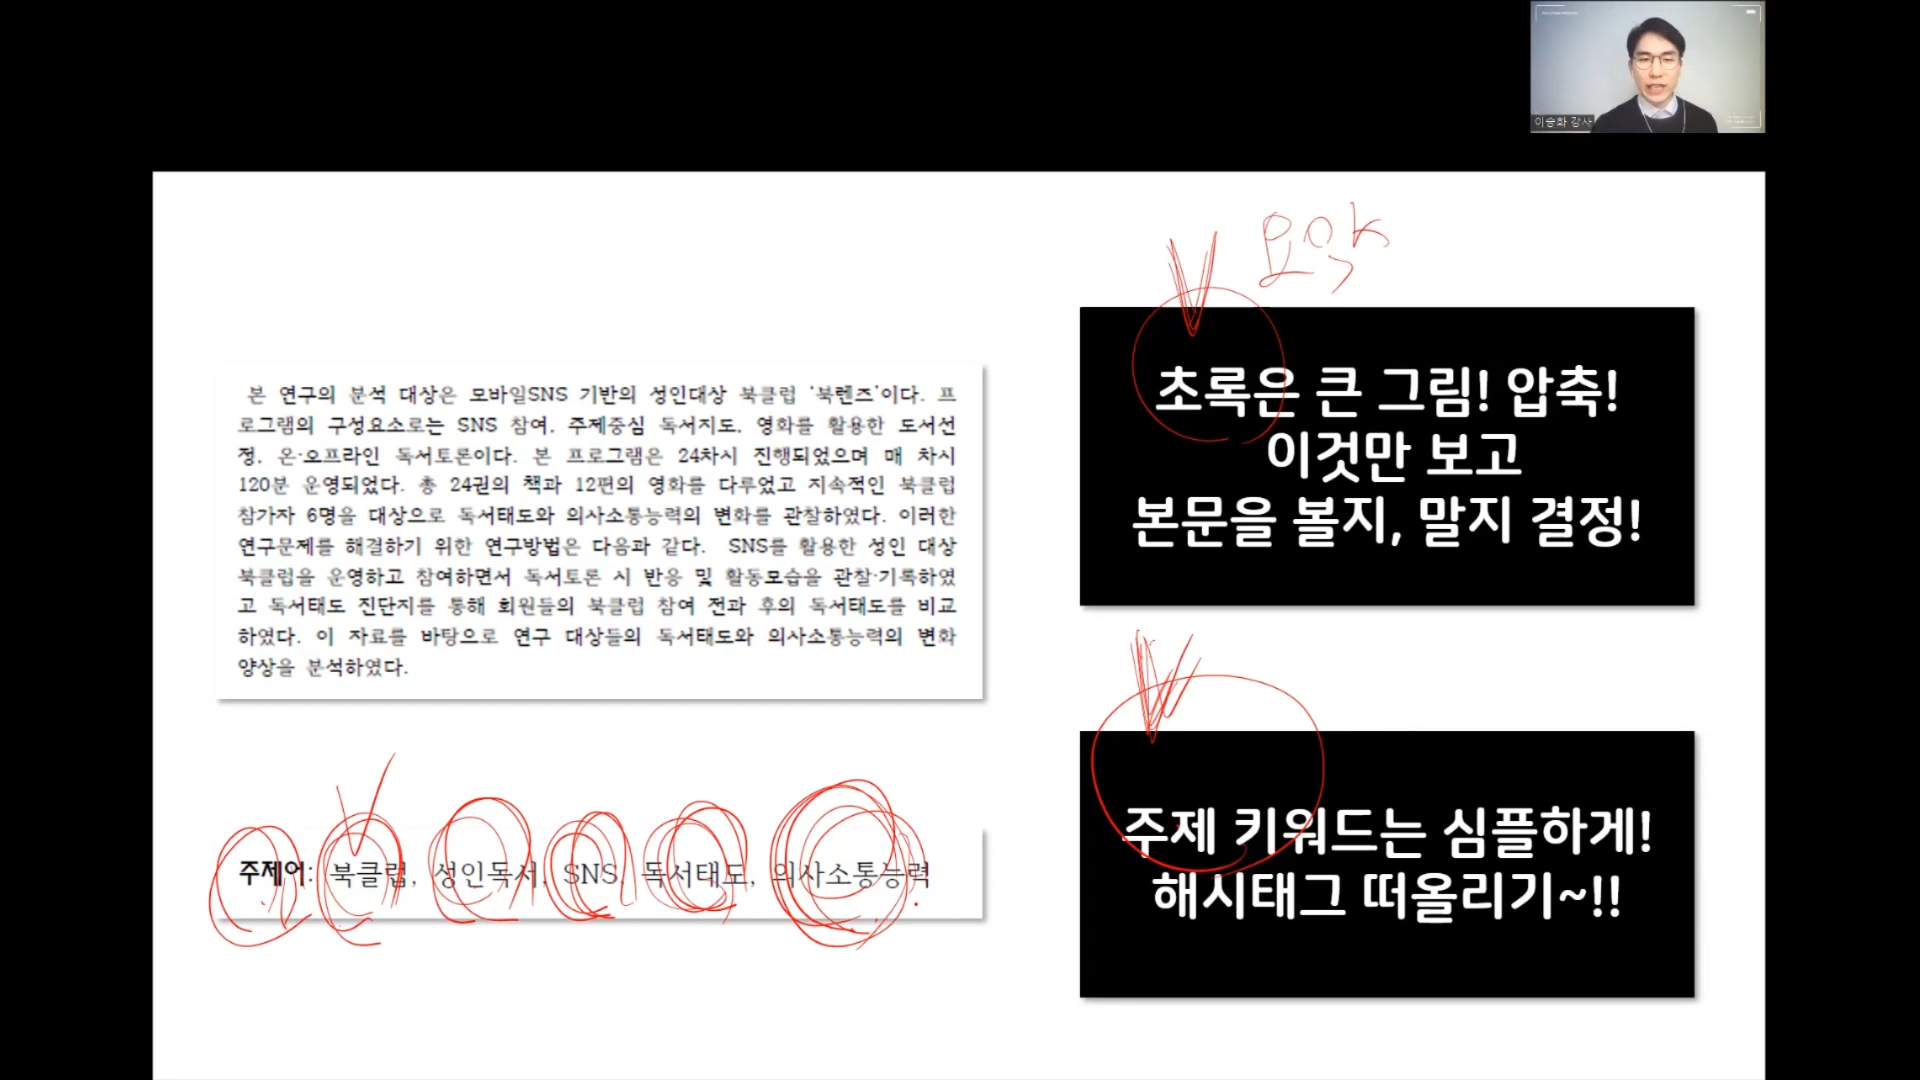 이승화 강사
요약
본 연구의 분석 대상은 모바일SNS 기반의 성인대상 북클럽 '북렌즈'이다. 프
로그램의 구성요소로는 SNS 참여, 주제중심 독서지도, 영화를 활용한 도서선
정, 온·오프라인 독서토론이다. 본 프로그램은 24차시 진행되었으며 매 차시
120분 운영되었다. 총 24권의 책과 12편의 영화를 다루었고 지속적인 북클럽
참가자 6명을 대상으로 독서태도와 의사소통능력의 변화를 관찰하였다. 이러한
연구문제를 해결하기 위한 연구방법은 다음과 같다. SNS를 활용한 성인 대상
북클럽을 운영하고 참여하면서 독서토론 시 반응 및 활동모습을 관찰·기록하였
고 독서태도 진단지를 통해 회원들의 북클럽 참여 전과 후의 독서태도를 비교
하였다. 이 자료를 바탕으로 연구 대상들의 독서태도와 의사소통능력의 변화
양상을 분석하였다.
주제어: 북클럽, 성인독서, SNS, 독서태도, 의사소통능력
초록은 큰 그림! 압축!
이것만 보고
본문을 볼지, 말지 결정!
주제 키워드는 심플하게!
해시태그 떠올리기~!!